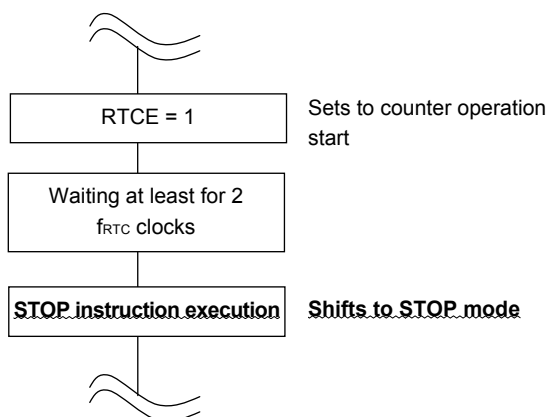 RTCE = 1
Sets to counter operation
start
Waiting at least for 2
fRTC clocks
STOP instruction execution
Shifts to STOP mode